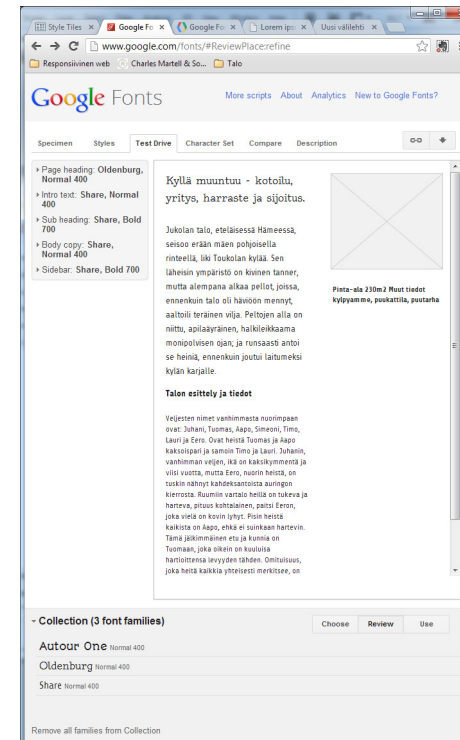 Style Tiles
Google Fo
Google Fo
Lorem ips
Uusi välilehti
www.google.com/fonts/#ReviewPlace:refine
Responsiivinen web
Charles Martell & So...
Talo
Google Fonts
More scripts About Analytics New to Google Fonts?
Specimen Styles Test Drive Character Set Compare Description
Page heading: Oldenburg,
Normal 400
Intro text: Share, Normal
400
Sub heading: Share, Bold
700
Body copy: Share,
Normal 400
Sidebar: Share, Bold 700
Kyllä muuntuu - kotoilu,
yritys, harraste ja sijoitus.
Jukolan talo, eteläisessä Hämeessä,
seisoo erään mäen pohjoisella
rinteellä, liki Toukolan kylää. Sen
läheisin ympäristö on kivinen tanner,
mutta alempana alkaa pellot, joissa,
ennenkuin talo oli häviöön mennyt,
aaltoili teräinen vilja. Peltojen alla on
niittu, apilaäyräinen, halkileikkaama
monipolvisen ojan; ja runsaasti antoi
se heiniä, ennenkuin joutui laitumeksi
kylän karjalle.
Pinta-ala 230m2 Muut tiedot
kylpyamme, puukattila, puutarha
Talon esittely ja tiedot
Veljesten nimet vanhimmasta nuorimpaan
ovat: Juhani, Tuomas, Aapo, Simeoni, Timo,
Lauri ja Eero. Ovat heistä Tuomas ja Aapo
kaksoispari ja samoin Timo ja Lauri. Juhanin,
vanhimman veljen, ikä on kaksikymmentä ja
viisi vuotta, mutta Eero, nuorin heistä, on
tuskin nähnyt kahdeksantoista auringon
kierrosta. Ruumiin vartalo heillä on tukeva ja
harteva, pituus kohtalainen, paitsi Eeron,
joka vielä on kovin lyhyt. Pisin heistä
kaikista on Aapo, ehkä ei suinkaan hartevin.
Tämä jälkimmäinen etu ja kunnia on
Tuomaan, joka oikein on kuuluisa
hartioittensa levyyden tähden. Omituisuus,
joka heitä kaikkia yhteisesti merkitsee, on
Collection (3 font families)
Choose Review Use
Autour One Normal 400
Oldenburg Normal 400
Share Normal 400
Remove all families from Collection